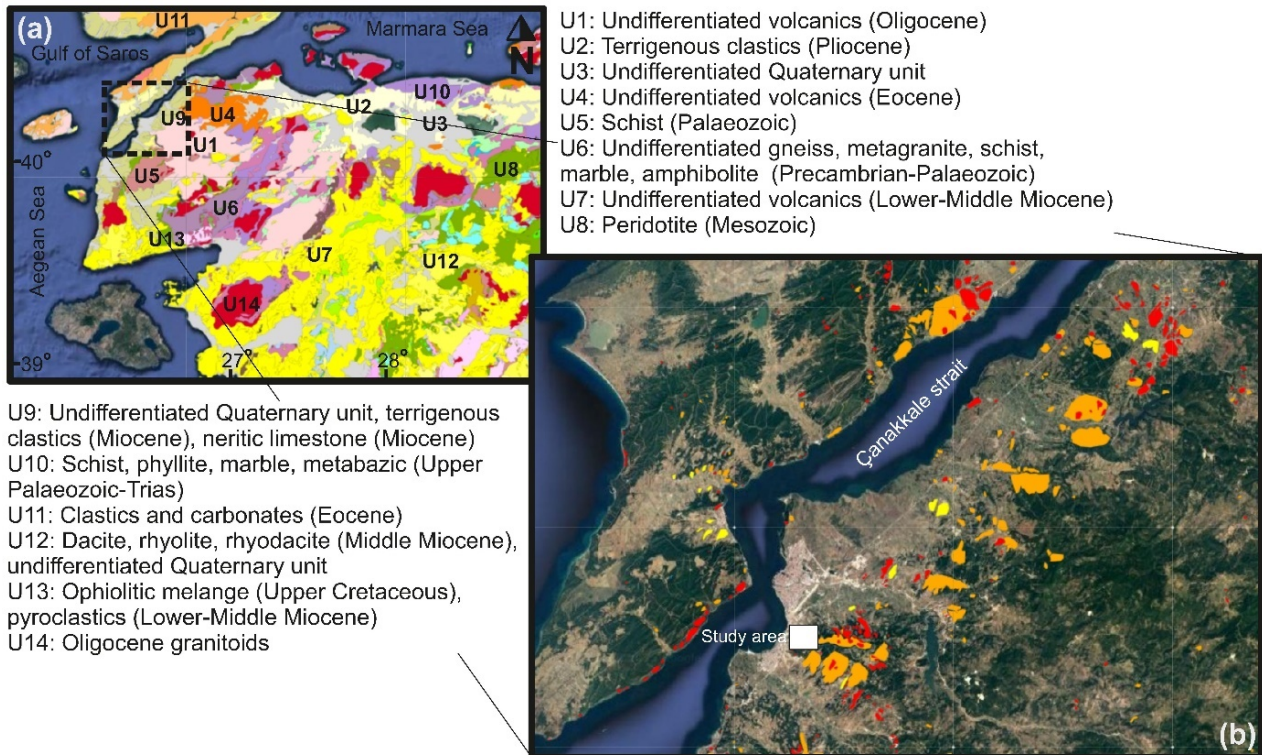 (a)
U11
Gulf of Saros
Marmara Sea
N
U10
U9
U4
U2
U3
U1
40°
U5
U8
U6
Aegean Sea
U13
U7
U12
U14
39°
27°
28°
U1: Undifferentiated volcanics (Oligocene)
U2: Terrigenous clastics (Pliocene)
U3: Undifferentiated Quaternary unit
U4: Undifferentiated volcanics (Eocene)
U5: Schist (Palaeozoic)
U6: Undifferentiated gneiss, metagranite, schist,
marble, amphibolite (Precambrian-Palaeozoic)
U7: Undifferentiated volcanics (Lower-Middle Miocene)
U8: Peridotite (Mesozoic)
U9: Undifferentiated Quaternary unit, terrigenous
clastics (Miocene), neritic limestone (Miocene)
U10: Schist, phyllite, marble, metabazic (Upper
Palaeozoic-Trias)
U11: Clastics and carbonates (Eocene)
U12: Dacite, rhyolite, rhyodacite (Middle Miocene),
undifferentiated Quaternary unit
U13: Ophiolitic melange (Upper Cretaceous),
pyroclastics (Lower-Middle Miocene)
U14: Oligocene granitoids
Çanakkale strait
Study area
(b)